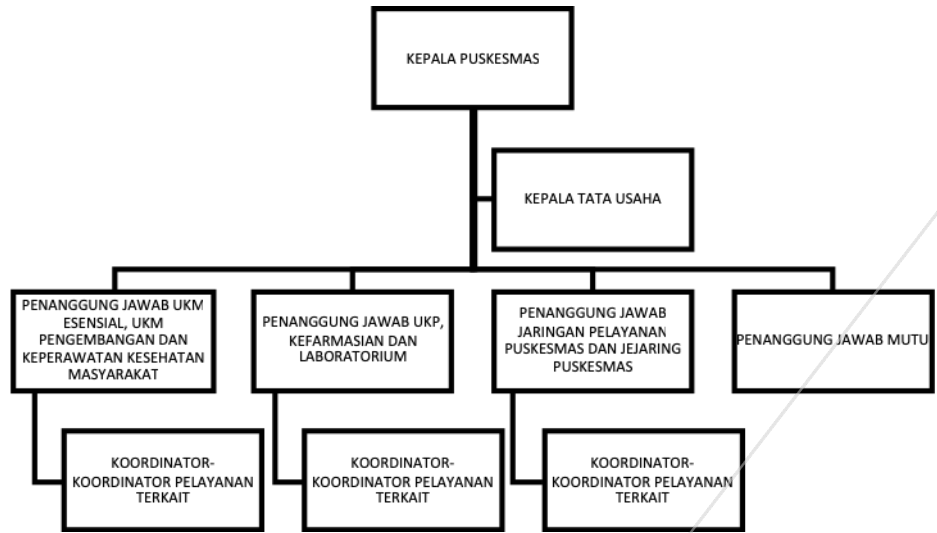 KEPALA PUSKESMAS
KEPALA TATA USAHA
PENANGGUNG JAWAB UKM
ESENSIAL, UKM
PENGEMBANGAN DAN
KEPERAWATAN KESEHATAN
MASYARAKAT
PENANGGUNG JAWAB UKP,
KEFARMASIAN DAN
LABORATORIUM
PENANGGUNG JAWAB
JARINGAN PELAYANAN
PUSKESMAS DAN JEJARING
PUSKESMAS
PENANGGUNG JAWAB MUTU
KOORDINATOR-
KOORDINATOR PELAYANAN
TERKAIT
KOORDINATOR-
KOORDINATOR PELAYANAN
TERKAIT
KOORDINATOR-
KOORDINATOR PELAYANAN
TERKAIT